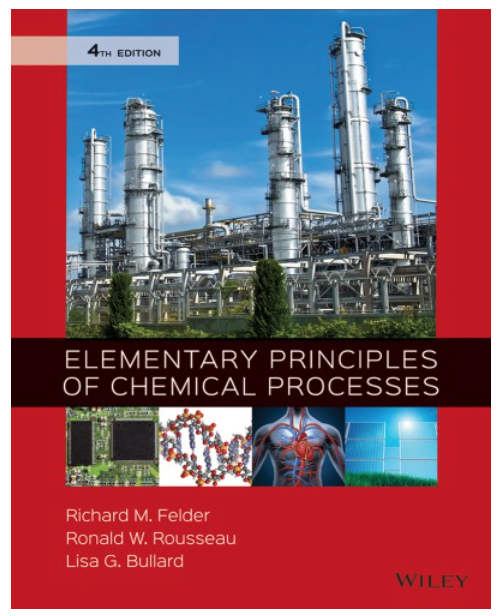 4TH EDITION
ELEMENTARY PRINCIPLES
OF CHEMICAL PROCESSES
Richard M. Felder
Ronald W. Rousseau
Lisa G. Bullard
WILEY